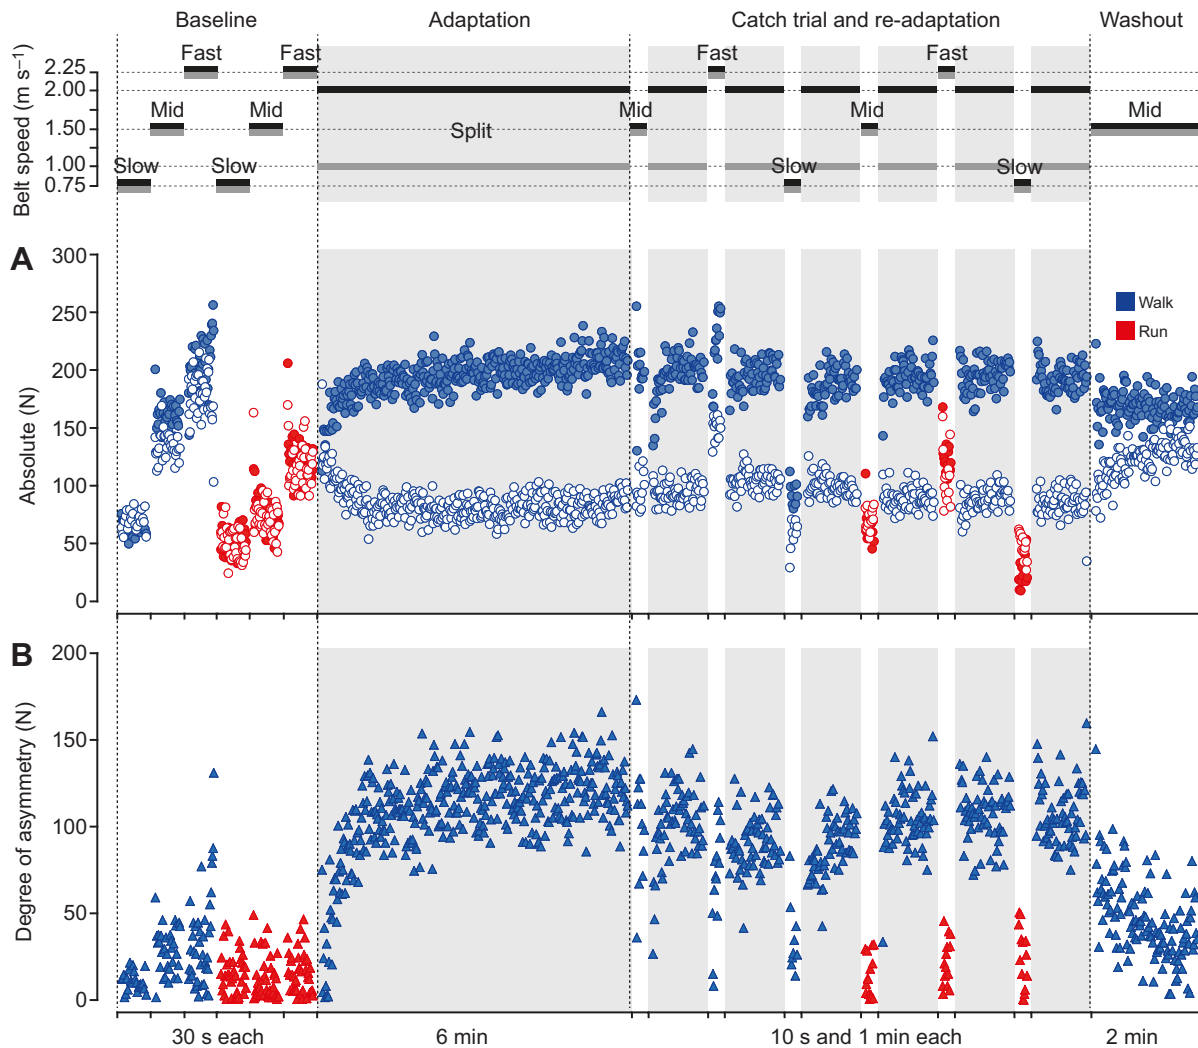 Baseline
Adaptation
Catch trial and re-adaptation
Washout
Belt speed (m s⁻¹)
2.25
2.00
1.50
1.00
0.75
Slow
Mid
Fast
Slow
Mid
Fast
Split
Mid
Fast
Slow
Mid
Fast
Slow
Mid
A
Absolute (N)
300
250
200
150
100
50
0
Walk
Run
B
Degree of asymmetry (N)
200
150
100
50
0
30 s each
6 min
10 s and 1 min each
2 min